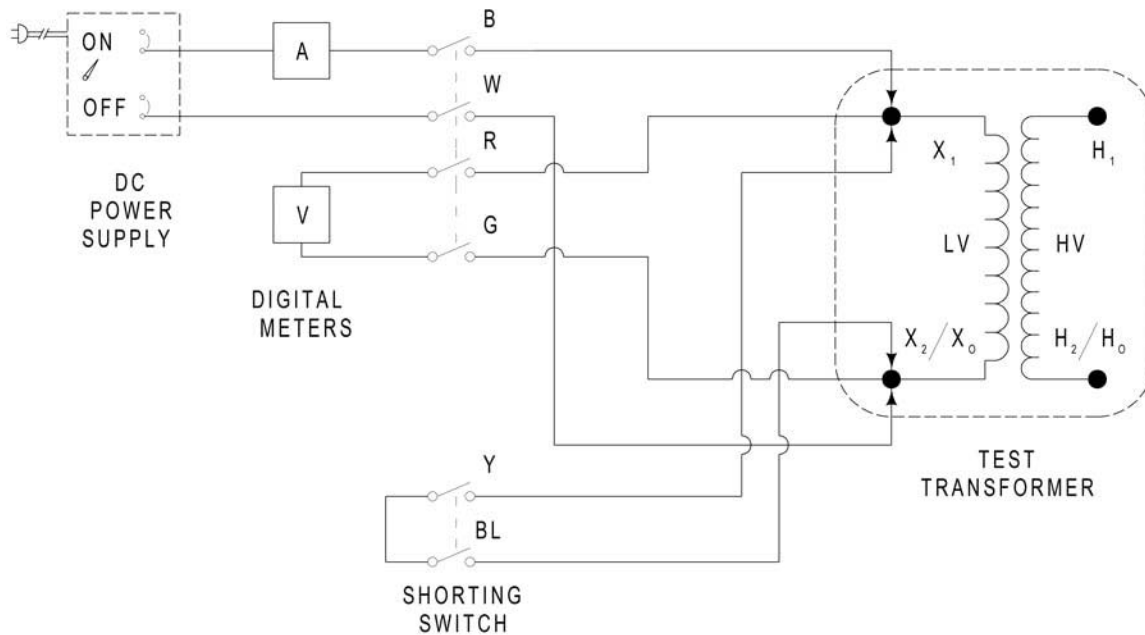 ON
OFF
DC
POWER
SUPPLY
A
V
DIGITAL
METERS
B
W
R
G
Y
BL
SHORTING
SWITCH
X₁
LV
X₂/X₀
HV
H₁
H₂/H₀
TEST
TRANSFORMER